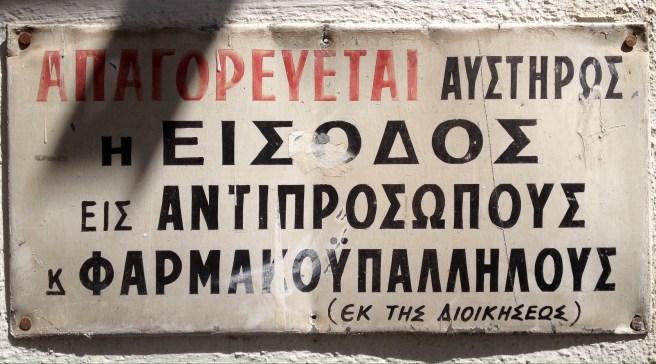 ΑΠΑΓΟΡΕΥΕΤΑΙ ΑΥΣΤΗΡΩΣ
Η ΕΙΣΟΔΟΣ
ΕΙΣ ΑΝΤΙΠΡΟΣΩΠΟΥΣ
Κ ΦΑΡΜΑΚΟΫΠΑΛΛΗΛΟΥΣ
(ΕΚ ΤΗΣ ΔΙΟΙΚΗΣΕΩΣ)